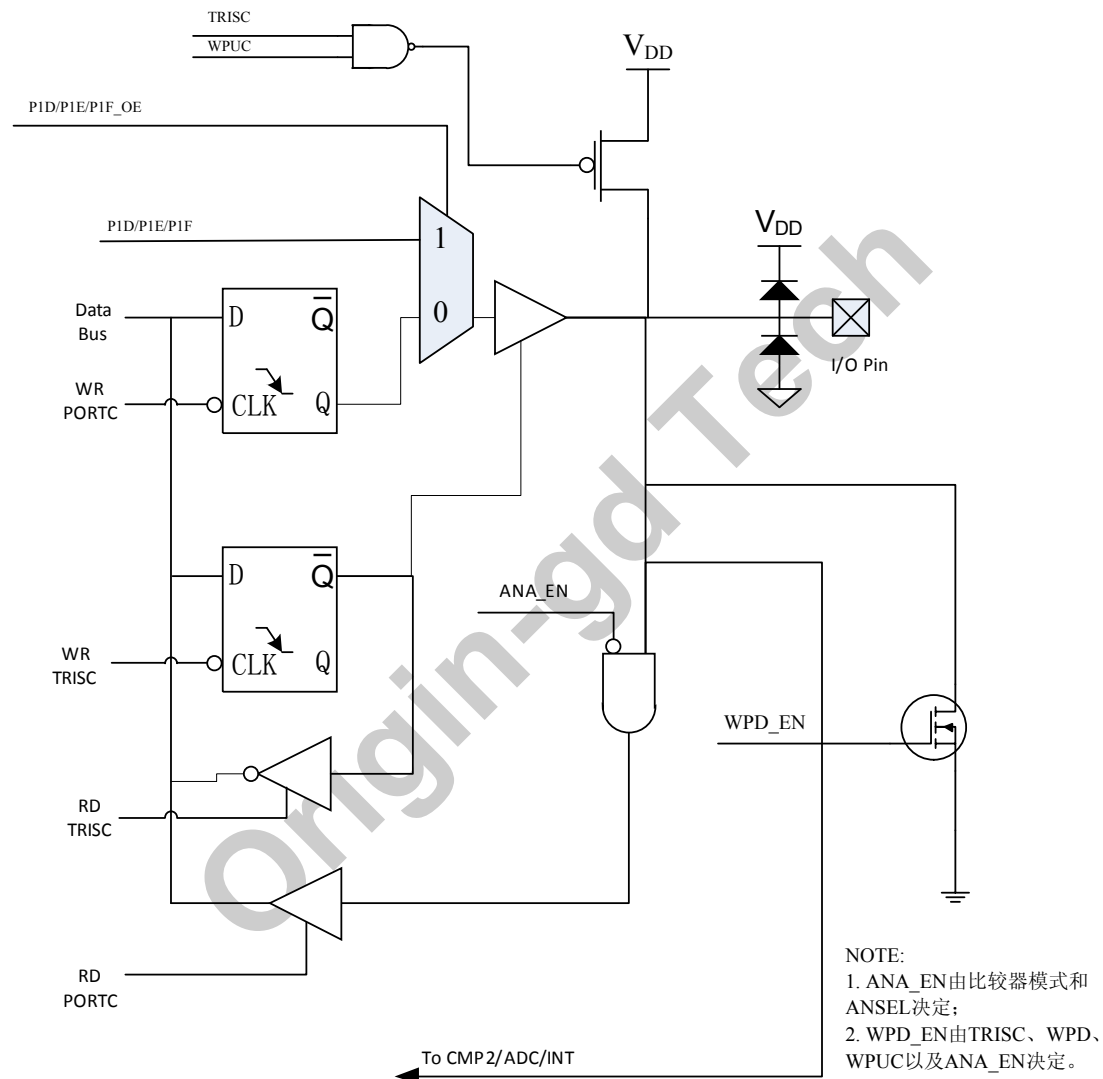 TRISC
WPUC
V_DD
P1D/P1E/P1F_OE
P1D/P1E/P1F
1
0
V_DD
I/O Pin
Data
Bus
D
Q̅
WR
PORTC
CLK
Q
D
Q̅
ANA_EN
WR
TRISC
CLK
Q
WPD_EN
RD
TRISC
RD
PORTC
To CMP2/ADC/INT
NOTE:
1. ANA_EN由比较器模式和
ANSEL决定；
2. WPD_EN由TRISC、WPD、
WPUC以及ANA_EN决定。
Origin-gd Tech